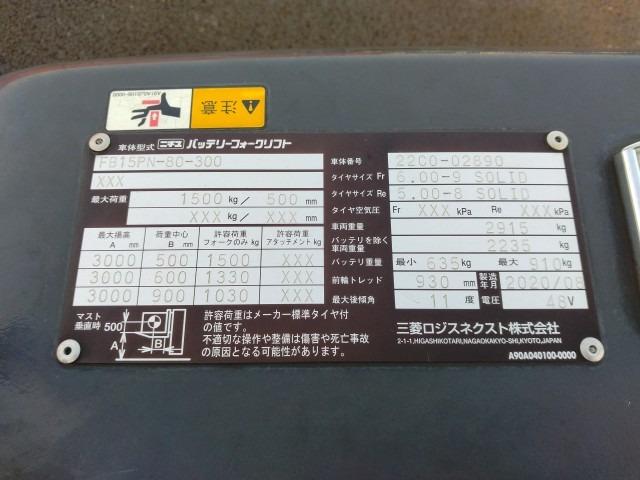 注意
車体型式 ニチユ バッテリーフォークリフト
FB15PN-80-300
XXX
最大荷重 1500 kg/ 500 mm
XXX kg/ XXX mm
最大揚高 A mm 荷重中心 B mm 許容荷重 フォークのみ kg 許容荷重 アタッチメント kg
3000 500 1500 XXX
3000 600 1330 XXX
3000 900 1030 XXX
マスト垂直時 500 A B
許容荷重はメーカー標準タイヤ付
の値です。
不適切な操作や整備は傷害や死亡事故
の原因となる可能性があります。
車体番号 22C0-02890
タイヤサイズ Fr 6.00-9 SOLID
タイヤサイズ Re 5.00-8 SOLID
タイヤ空気圧 Fr XXX kPa Re XXX kPa
車両重量 2915 kg
バッテリを除く車両重量 2235 kg
バッテリ重量 最小 635 kg 最大 910 kg
前輪トレッド 930 mm 製造年月 2020/08
最大後傾角 11 度 電圧 48 V
三菱ロジスネクスト株式会社
2-1-1,HIGASHIKOTARI,NAGAOKAKYO-SHI,KYOTO,JAPAN
A90A040100-0000